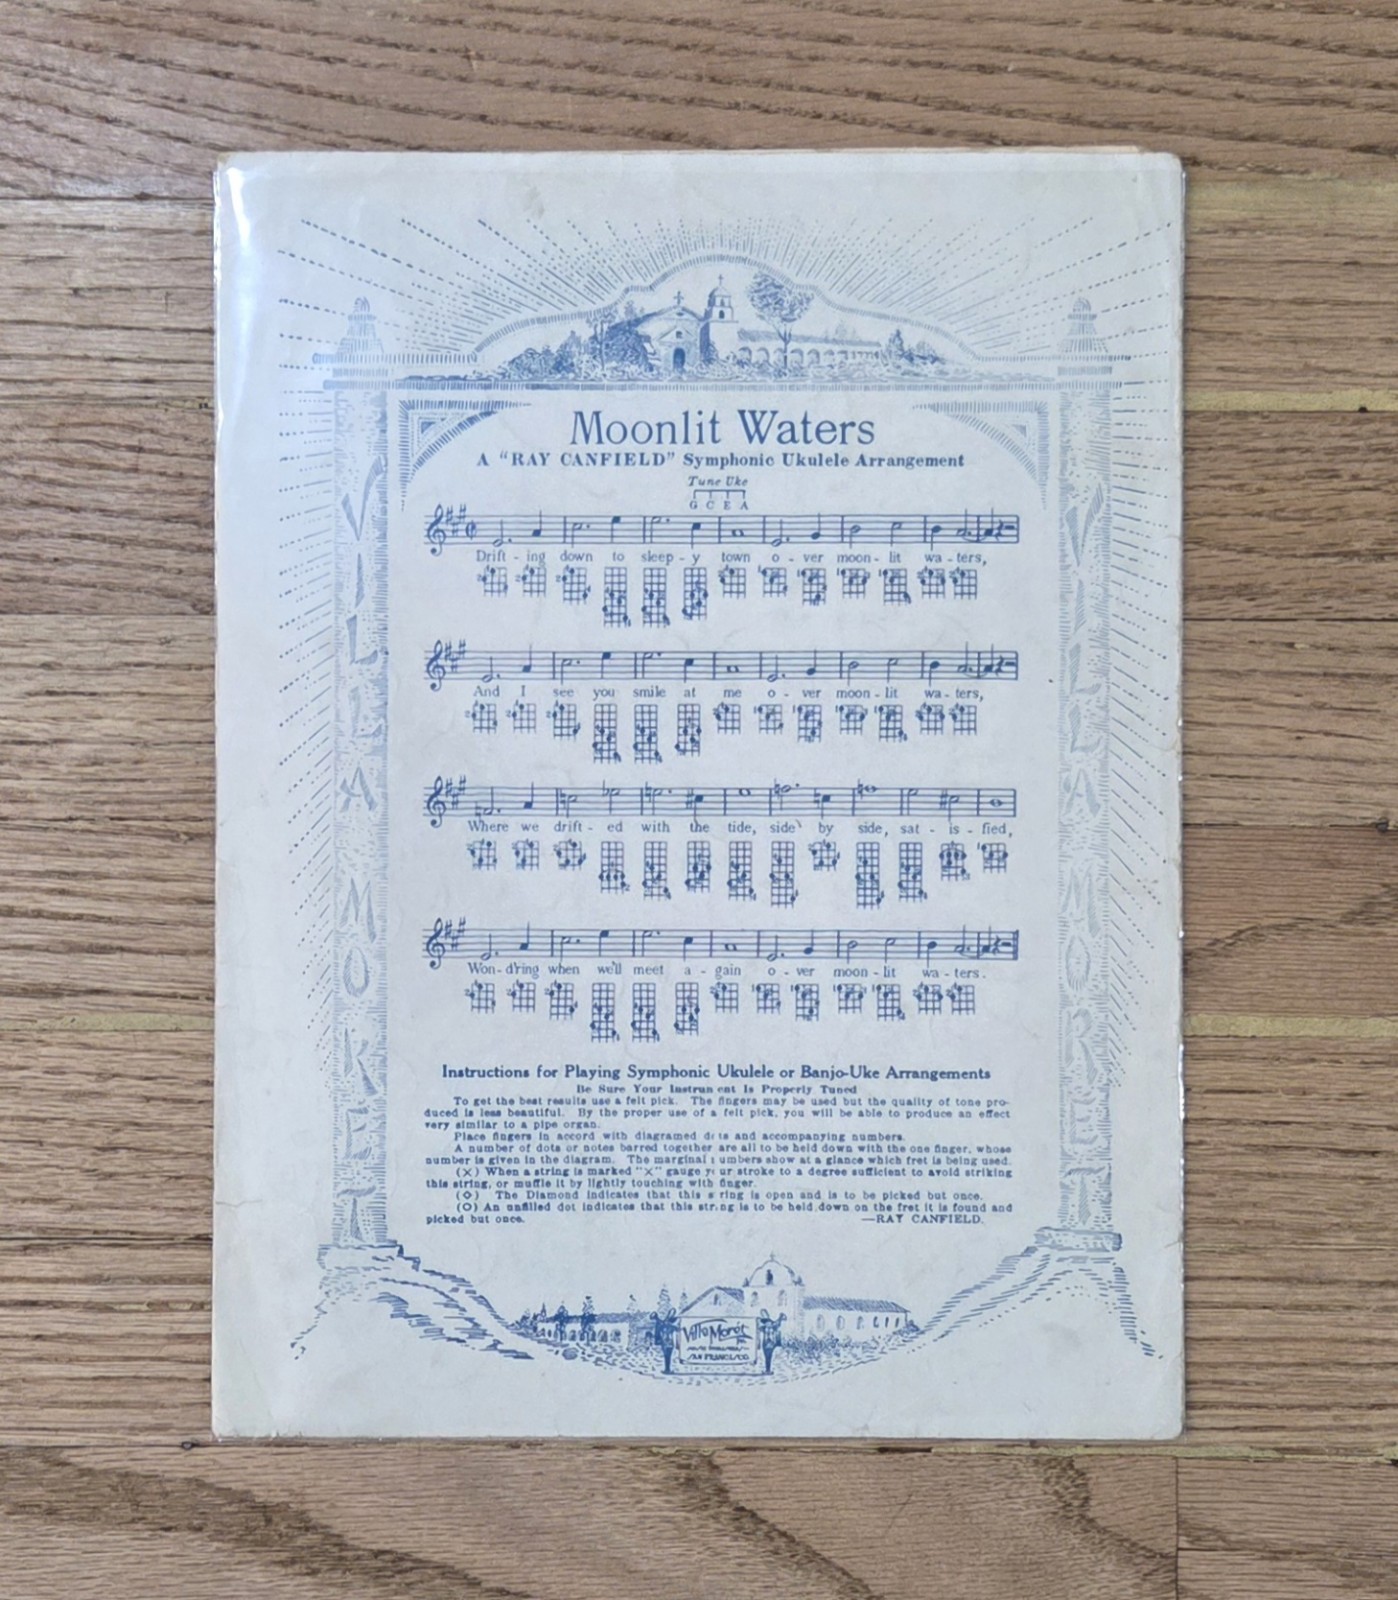 Moonlit Waters
A "RAY CANFIELD" Symphonic Ukulele Arrangement
Tune Uke
G C E A
Drift - ing down to sleep - y town o - ver moon - lit wa - ters,
And I see you smile at me o - ver moon - lit wa - ters,
Where we drift - ed with the tide, side by side, sat - is - fied,
Won - d'ring when we'll meet a - gain o - ver moon - lit wa - ters.
Instructions for Playing Symphonic Ukulele or Banjo-Uke Arrangements
Be Sure Your Instrument Is Properly Tuned
To get the best results use a felt pick. The fingers may be used but the quality of tone pro-
duced is less beautiful. By the proper use of a felt pick, you will be able to produce an effect
very similar to a pipe organ.
Place fingers in accord with diagramed dots and accompanying numbers.
A number of dots or notes barred together are all to be held down with the one finger, whose
number is given in the diagram. The marginal numbers show at a glance which fret is being used.
(X) When a string is marked "X" gauge your stroke to a degree sufficient to avoid striking
this string, or muffle it by lightly touching with finger.
(◇) The Diamond indicates that this string is open and is to be picked but once.
(O) An unfilled dot indicates that this string is to be held down on the fret it is found and
picked but once. —RAY CANFIELD.
VILLA MORET
VILLA MORET
Villa Moret
SAN FRANCISCO